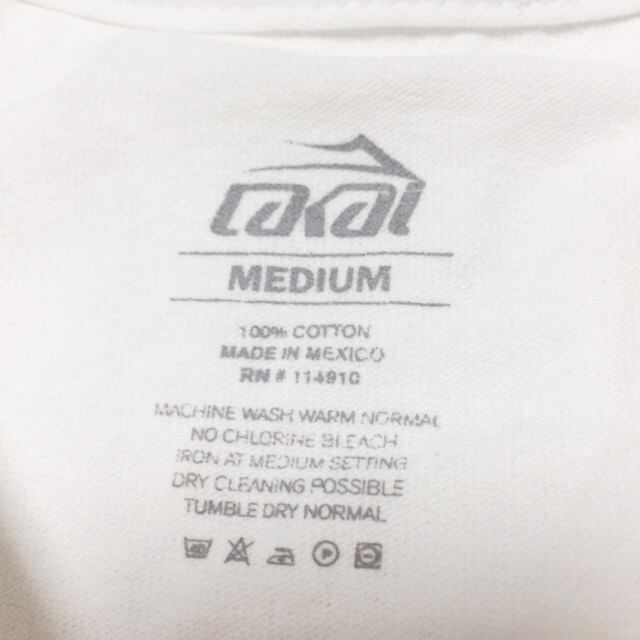 Lakai
MEDIUM
100% COTTON
MADE IN MEXICO
RN # 114910
MACHINE WASH WARM NORMAL
NO CHLORINE BLEACH
IRON AT MEDIUM SETTING
DRY CLEANING POSSIBLE
TUMBLE DRY NORMAL